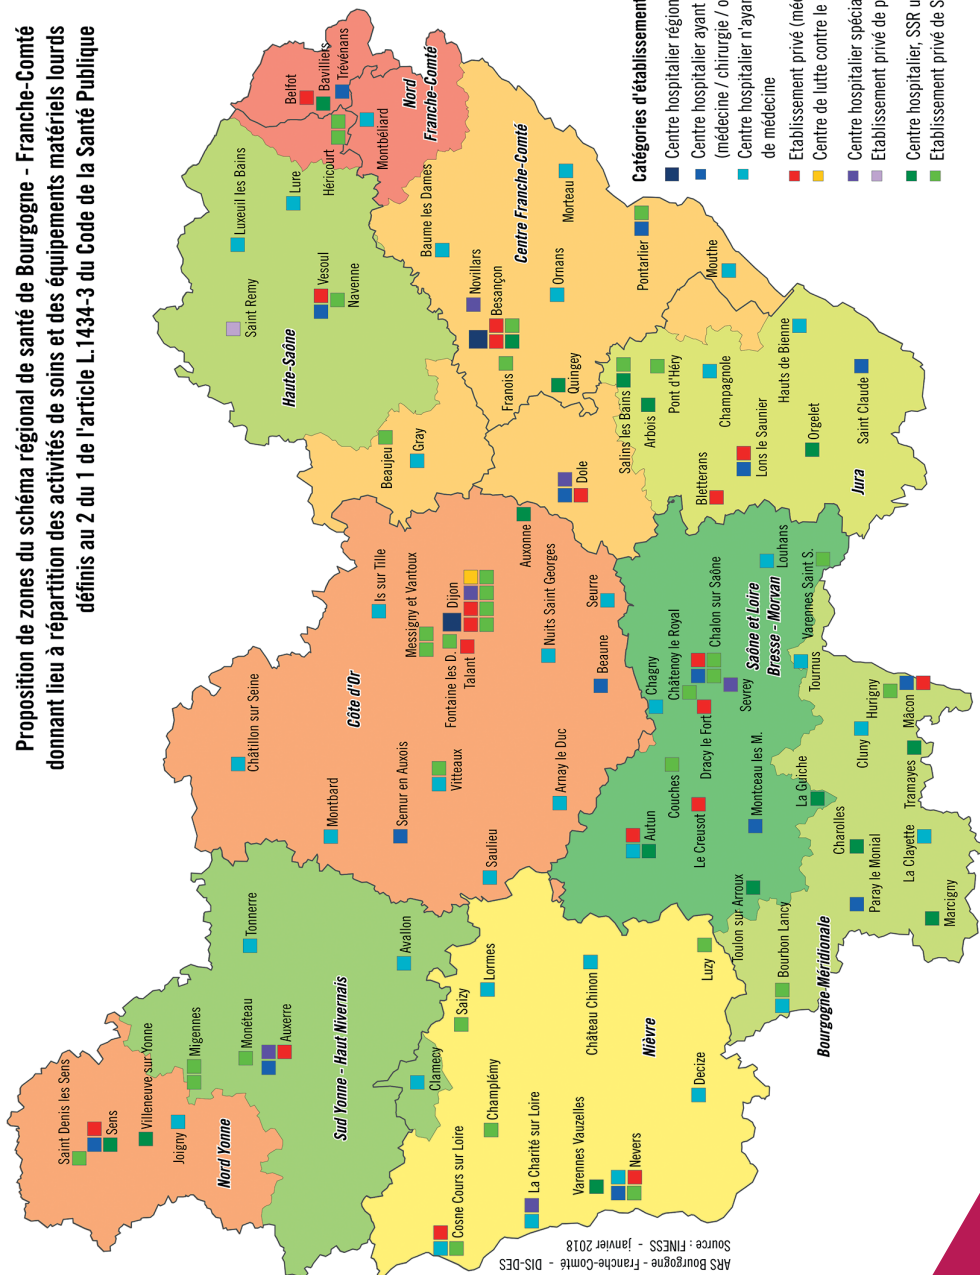 Proposition de zones du schéma régional de santé de Bourgogne - Franche-Comté
donnant lieu à répartition des activités de soins et des équipements matériels lourds
définis au 2 du 1 de l'article L.1434-3 du Code de la Santé Publique
Saint Denis les Sens
Sens
Villeneuve sur Yonne
Joigny
Nord Yonne
Migennes
Monéteau
Auxerre
Tonnerre
Avallon
Sud Yonne - Haut Nivernais
Clamecy
Châtillon sur Seine
Montbard
Semur en Auxois
Côte d'Or
Is sur Tille
Messigny et Vantoux
Vitteaux
Fontaine les D.
Dijon
Talant
Saulieu
Arnay le Duc
Nuits Saint Georges
Auxonne
Seurre
Beaune
Saint Remy
Luxeuil les Bains
Lure
Vesoul
Navenne
Haute-Saône
Beaujeu
Gray
Belfot
Bavilliers
Trévénans
Héricourt
Montbéliard
Nord
Franche-Comté
Baume les Dames
Novillars
Besançon
Franois
Quingey
Ornans
Morteau
Centre Franche-Comté
Pontarlier
Mouthe
Dole
Salins les Bains
Arbois
Pont d'Héry
Champagnole
Bletterans
Lons le Saunier
Hauts de Bienne
Orgelet
Saint Claude
Jura
Cosne Cours sur Loire
Champlémy
Saizy
Lormes
La Charité sur Loire
Château Chinon
Varennes Vauzelles
Nevers
Nièvre
Decize
Luzy
Autun
Couches
Le Creusot
Chagny
Châtenoy le Royal
Dracy le Fort
Chalon sur Saône
Sevrey
Montceau les M.
Toulon sur Arroux
Saône et Loire
Bresse - Morvan
Louhans
Varennes Saint S.
Tournus
La Guiche
Bourbon Lancy
Bourgogne-Méridionale
Charolles
Paray le Monial
Cluny
Hurigny
Mâcon
Tramayes
La Clayette
Marcigny
Catégories d'établissement
Centre hospitalier région
Centre hospitalier ayant
(médecine / chirurgie / o
Centre hospitalier n'ayan
de médecine
Etablissement privé (méd
Centre de lutte contre le
Centre hospitalier spécia
Etablissement privé de p
Centre hospitalier, SSR u
Etablissement privé de S
ARS Bourgogne - Franche-Comté - DIS-DES
Source : FINESS - janvier 2018